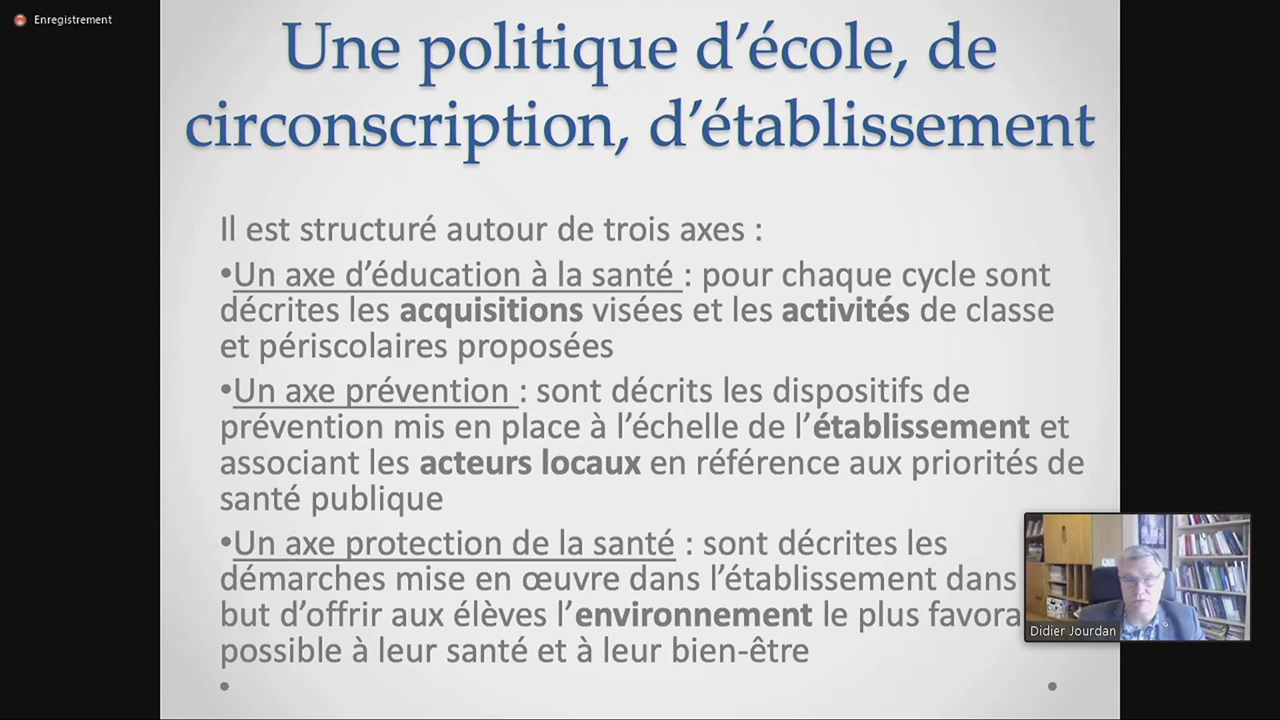 Enregistrement
Une politique d'école, de
circonscription, d'établissement
Il est structuré autour de trois axes :
•Un axe d'éducation à la santé : pour chaque cycle sont
décrites les acquisitions visées et les activités de classe
et périscolaires proposées
•Un axe prévention : sont décrits les dispositifs de
prévention mis en place à l'échelle de l'établissement et
associant les acteurs locaux en référence aux priorités de
santé publique
•Un axe protection de la santé : sont décrites les
démarches mise en œuvre dans l'établissement dans
but d'offrir aux élèves l'environnement le plus favora
possible à leur santé et à leur bien-être
Didier Jourdan